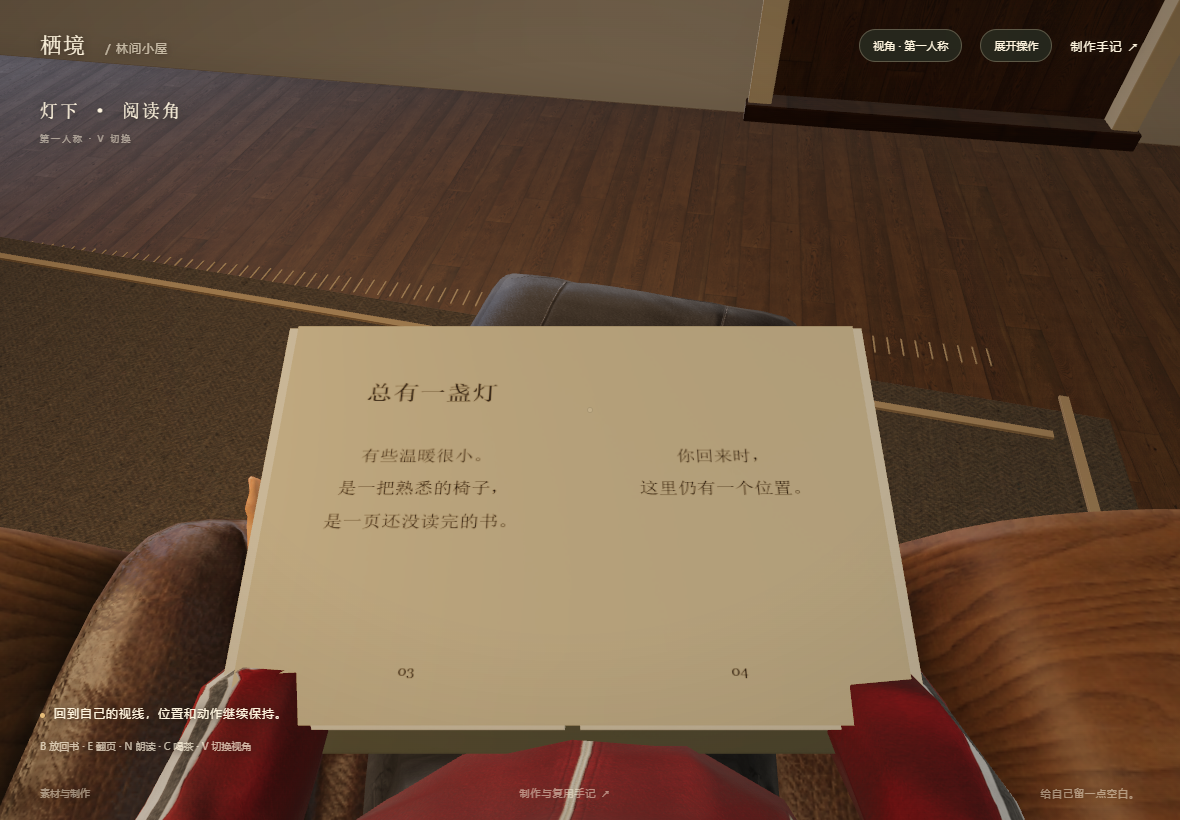 栖境 / 林间小屋
视角 · 第一人称
展开操作
制作手记 ↗
灯下 • 阅读角
第一人称 · V 切换
总有一盏灯
有些温暖很小。
是一把熟悉的椅子，
是一页还没读完的书。
你回来时，
这里仍有一个位置。
03
04
回到自己的视线，位置和动作继续保持。
B 放回书 · E 翻页 · N 朗读 · C 喝茶 · V 切换视角
素材与制作
制作与复用手记 ↗
给自己留一点空白。